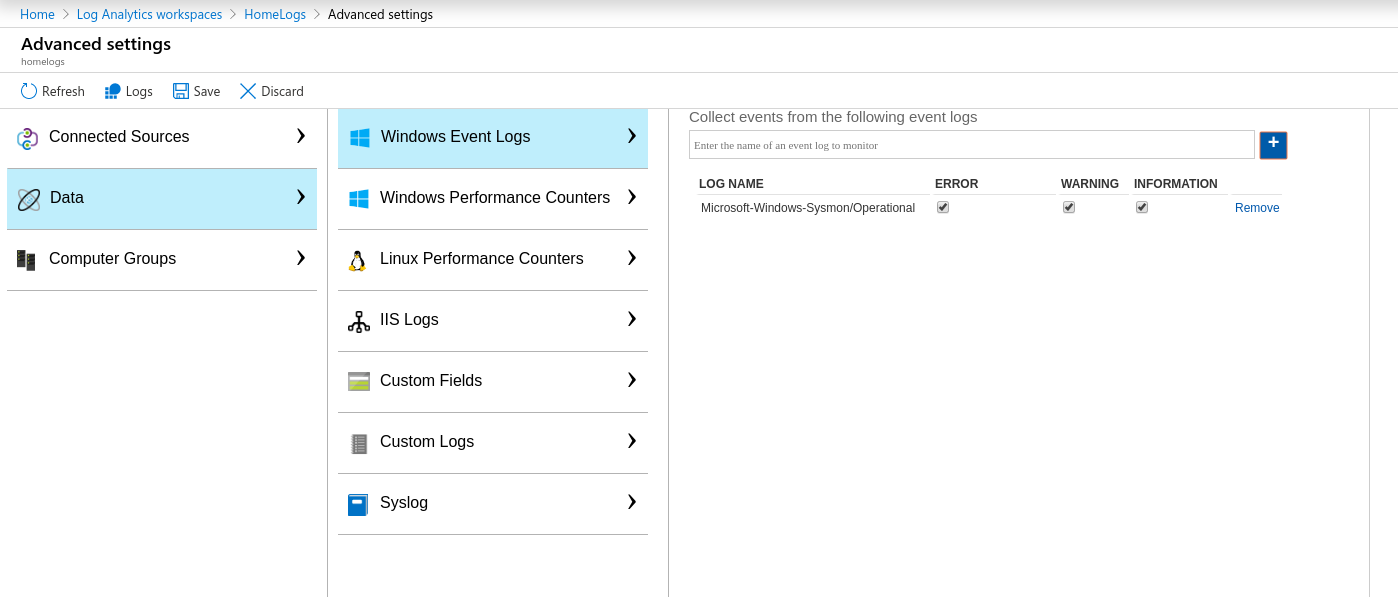 Home > Log Analytics workspaces > HomeLogs > Advanced settings
Advanced settings
homelogs
Refresh Logs Save Discard
Connected Sources
Data
Computer Groups
Windows Event Logs
Windows Performance Counters
Linux Performance Counters
IIS Logs
Custom Fields
Custom Logs
Syslog
Collect events from the following event logs
Enter the name of an event log to monitor
+
LOG NAME ERROR WARNING INFORMATION
Microsoft-Windows-Sysmon/Operational Remove